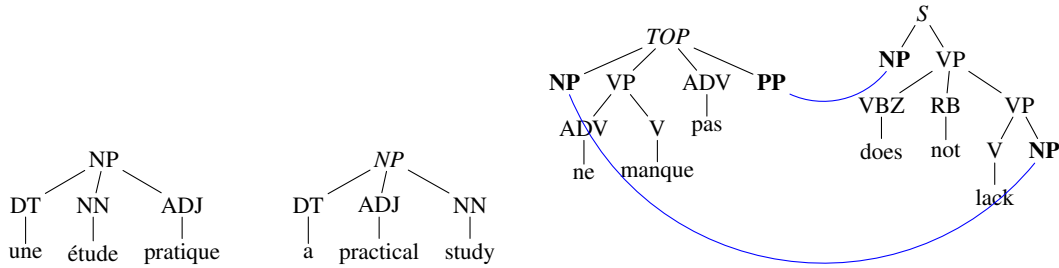 S
TOP
NP VP
NP VP ADV PP
VBZ RB VP
ADV V pas
does not V NP
ne manque
NP NP
lack
DT NN ADJ DT ADJ NN
une étude pratique a practical study